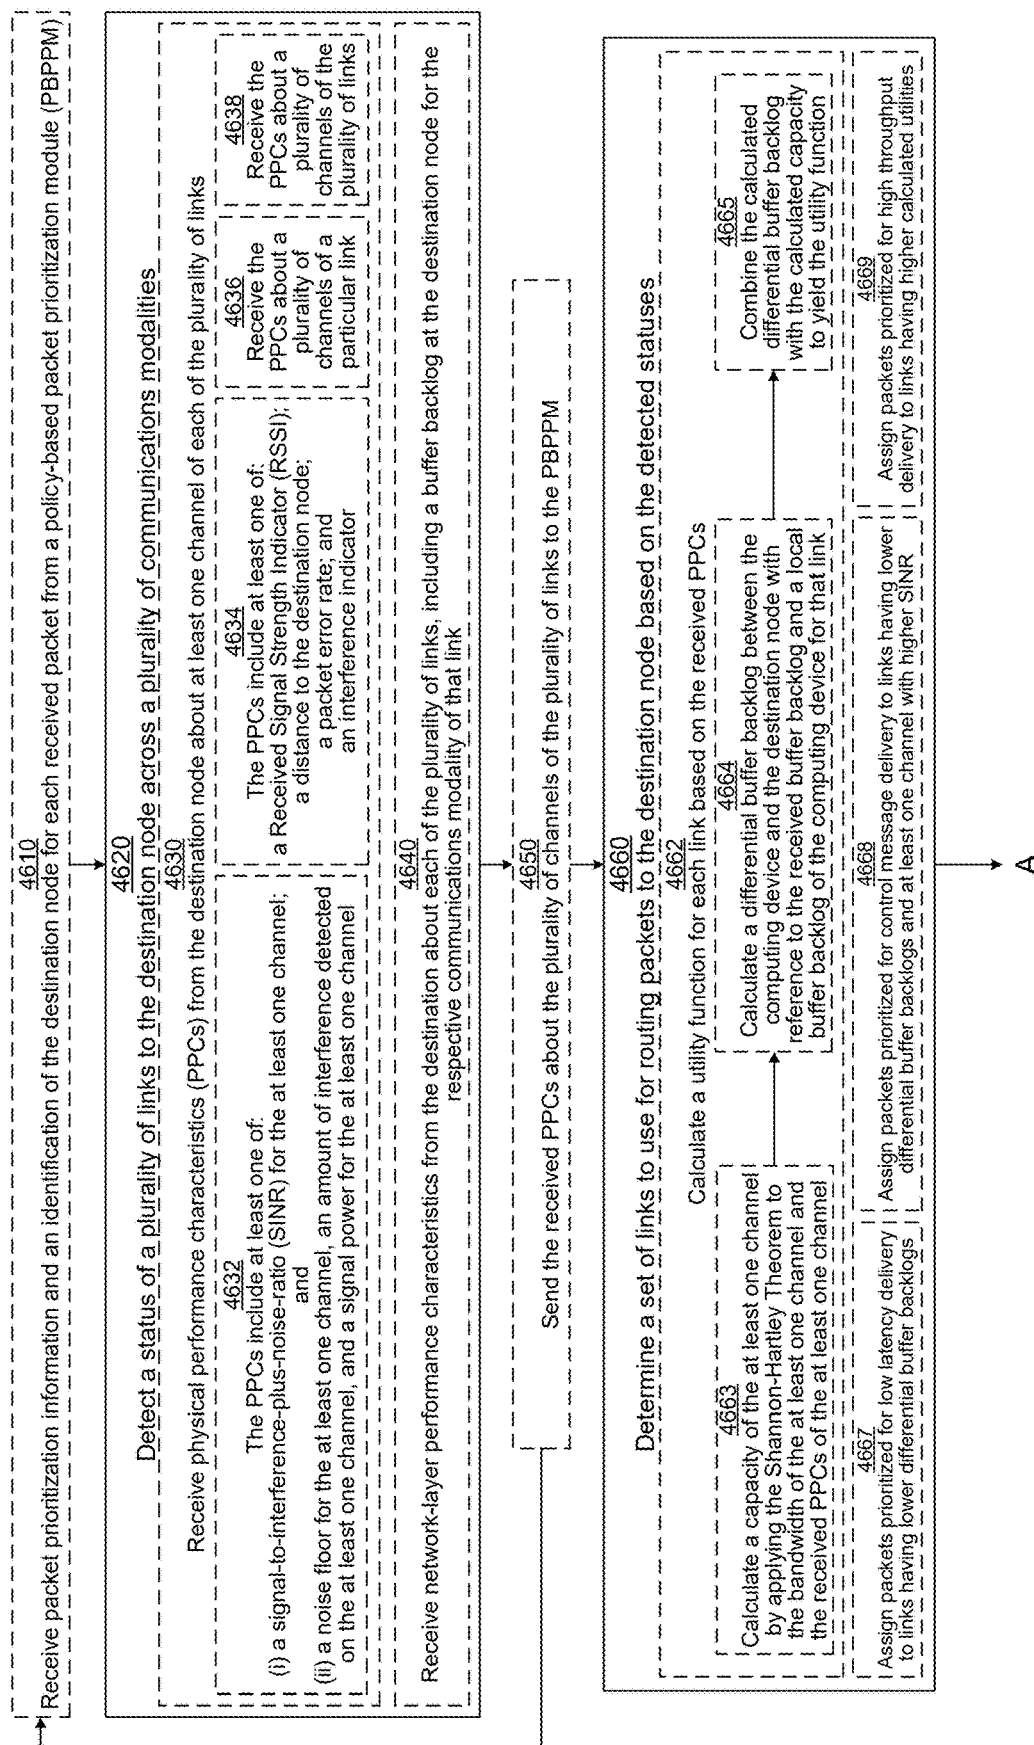 4610
Receive packet prioritization information and an identification of the destination node for each received packet from a policy-based packet prioritization module (PBPPM)
4620
Detect a status of a plurality of links to the destination node across a plurality of communications modalities
4630
Receive physical performance characteristics (PPCs) from the destination node about at least one channel of each of the plurality of links
4632
The PPCs include at least one of:
(i) a signal-to-interference-plus-noise-ratio (SINR) for the at least one channel;
and
(ii) a noise floor for the at least one channel, an amount of interference detected
on the at least one channel, and a signal power for the at least one channel
4634
The PPCs include at least one of:
a Received Signal Strength Indicator (RSSI);
a distance to the destination node;
a packet error rate; and
an interference indicator
4636
Receive the
PPCs about a
plurality of
channels of a
particular link
4638
Receive the
PPCs about a
plurality of
channels of the
plurality of links
4640
Receive network-layer performance characteristics from the destination about each of the plurality of links, including a buffer backlog at the destination node for the
respective communications modality of that link
4650
Send the received PPCs about the plurality of channels of the plurality of links to the PBPPM
4660
Determine a set of links to use for routing packets to the destination node based on the detected statuses
4662
Calculate a utility function for each link based on the received PPCs
4663
Calculate a capacity of the at least one channel
by applying the Shannon-Hartley Theorem to
the bandwidth of the at least one channel and
the received PPCs of the at least one channel
4664
Calculate a differential buffer backlog between the
computing device and the destination node with
reference to the received buffer backlog and a local
buffer backlog of the computing device for that link
4665
Combine the calculated
differential buffer backlog
with the calculated capacity
to yield the utility function
4667
Assign packets prioritized for low latency delivery
to links having lower differential buffer backlogs
4668
Assign packets prioritized for control message delivery to links having lower
differential buffer backlogs and at least one channel with higher SINR
4669
Assign packets prioritized for high throughput
delivery to links having higher calculated utilities
A